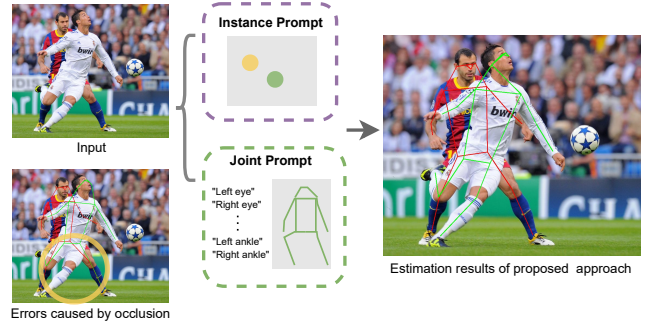 Instance Prompt
bwin
Input
Joint Prompt
"Left eye"
"Right eye"
"Left ankle"
"Right ankle"
Errors caused by occlusion
Estimation results of proposed approach